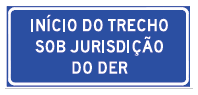 INÍCIO DO TRECHO
SOB JURISDIÇÃO
DO DER